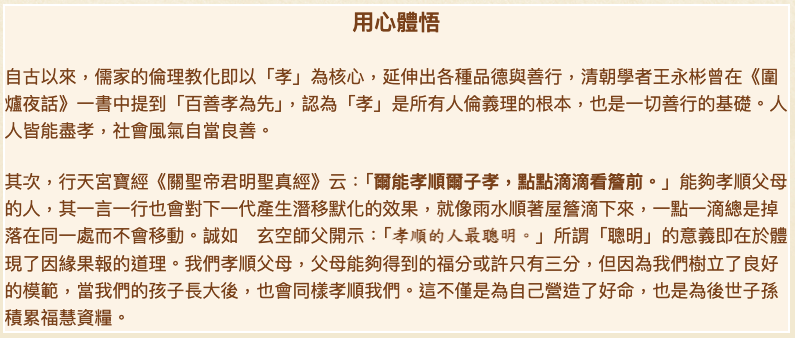 用心體悟
自古以來，儒家的倫理教化即以「孝」為核心，延伸出各種品德與善行，清朝學者王永彬曾在《圍
爐夜話》一書中提到「百善孝為先」，認為「孝」是所有人倫義理的根本，也是一切善行的基礎。人
人皆能盡孝，社會風氣自當良善。
其次，行天宮寶經《關聖帝君明聖真經》云：「爾能孝順爾子孝，點點滴滴看簷前。」能夠孝順父母
的人，其一言一行也會對下一代產生潛移默化的效果，就像雨水順著屋簷滴下來，一點一滴總是掉
落在同一處而不會移動。誠如　玄空師父開示：「孝順的人最聰明。」所謂「聰明」的意義即在於體
現了因緣果報的道理。我們孝順父母，父母能夠得到的福分或許只有三分，但因為我們樹立了良好
的模範，當我們的孩子長大後，也會同樣孝順我們。這不僅是為自己營造了好命，也是為後世子孫
積累福慧資糧。